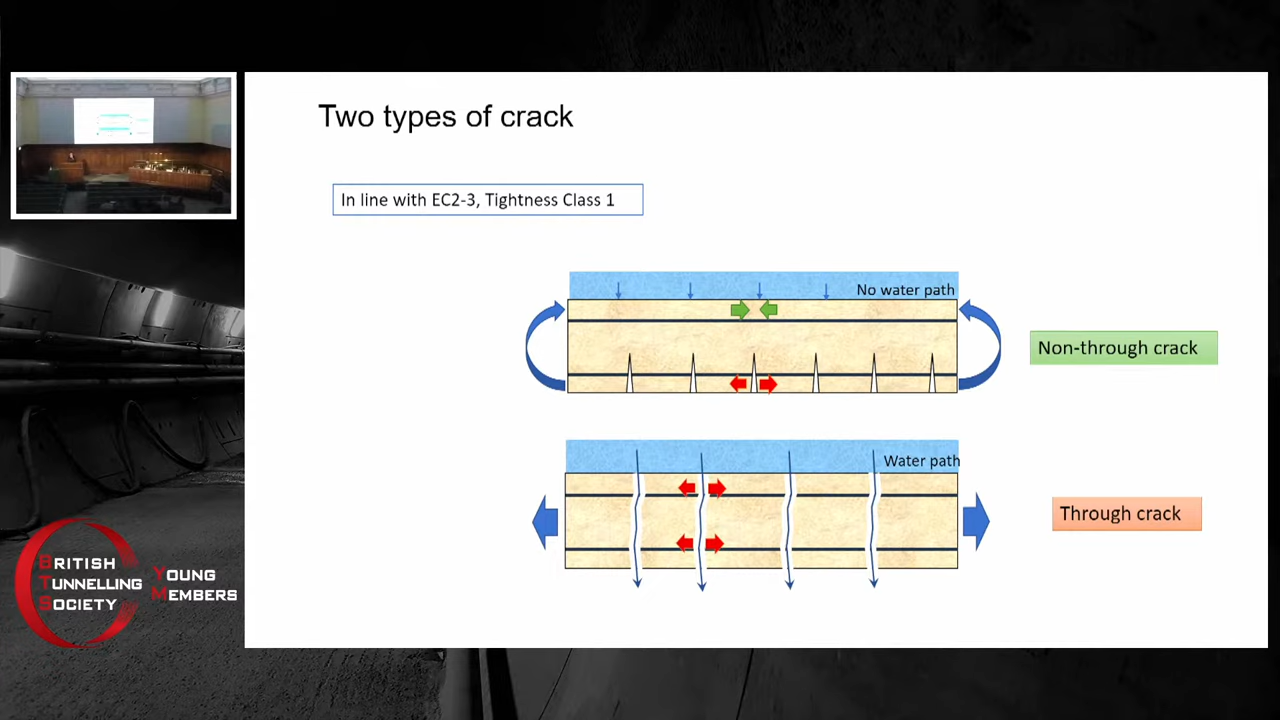 Two types of crack
In line with EC2-3, Tightness Class 1
No water path
Non-through crack
Water path
Through crack
BRITISH
TUNNELLING
SOCIETY
YOUNG
MEMBERS